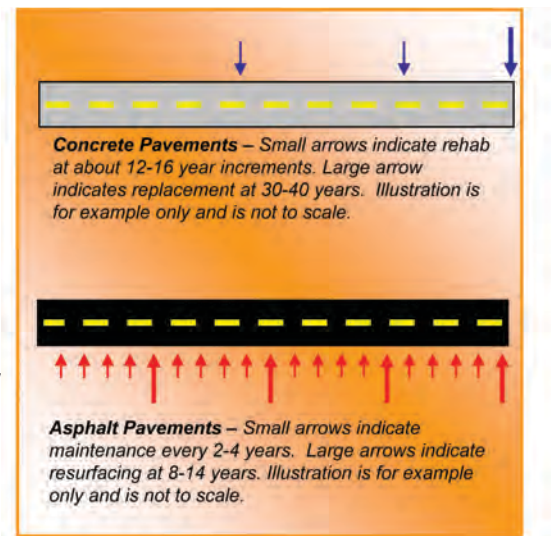 Concrete Pavements – Small arrows indicate rehab
at about 12-16 year increments. Large arrow
indicates replacement at 30-40 years. Illustration is
for example only and is not to scale.
Asphalt Pavements – Small arrows indicate
maintenance every 2-4 years. Large arrows indicate
resurfacing at 8-14 years. Illustration is for example
only and is not to scale.